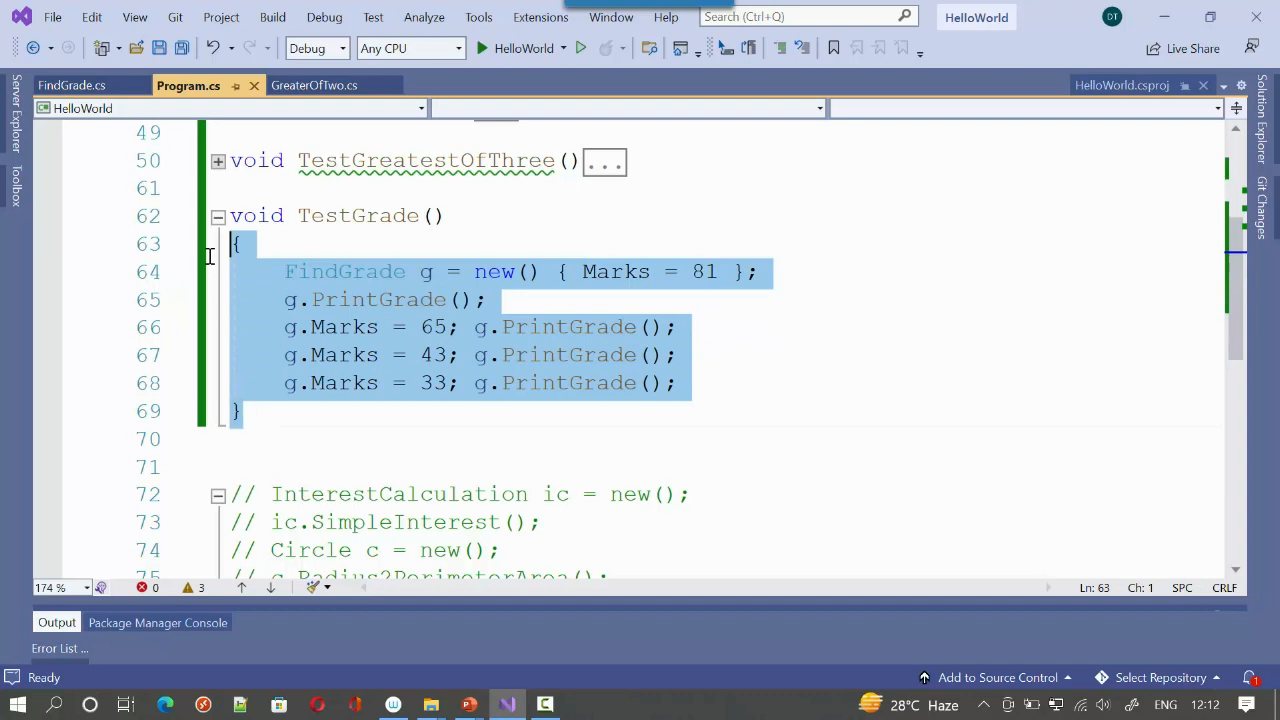 File Edit View Git Project Build Debug Test Analyze Tools Extensions Window Help Search (Ctrl+Q) HelloWorld DT
Debug Any CPU HelloWorld Live Share
FindGrade.cs Program.cs GreaterOfTwo.cs HelloWorld.csproj
HelloWorld
Server Explorer
Toolbox
Solution Explorer
Git Changes
49
50 void TestGreatestOfThree()...
61
62 void TestGrade()
63 {
64 FindGrade g = new() { Marks = 81 };
65 g.PrintGrade();
66 g.Marks = 65; g.PrintGrade();
67 g.Marks = 43; g.PrintGrade();
68 g.Marks = 33; g.PrintGrade();
69 }
70
71
72 // InterestCalculation ic = new();
73 // ic.SimpleInterest();
74 // Circle c = new();
75 // c.Radius2PerimeterArea();
174 % 0 3 Ln: 63 Ch: 1 SPC CRLF
Output Package Manager Console
Error List ...
Ready Add to Source Control Select Repository 1
28°C Haze ENG 12:12